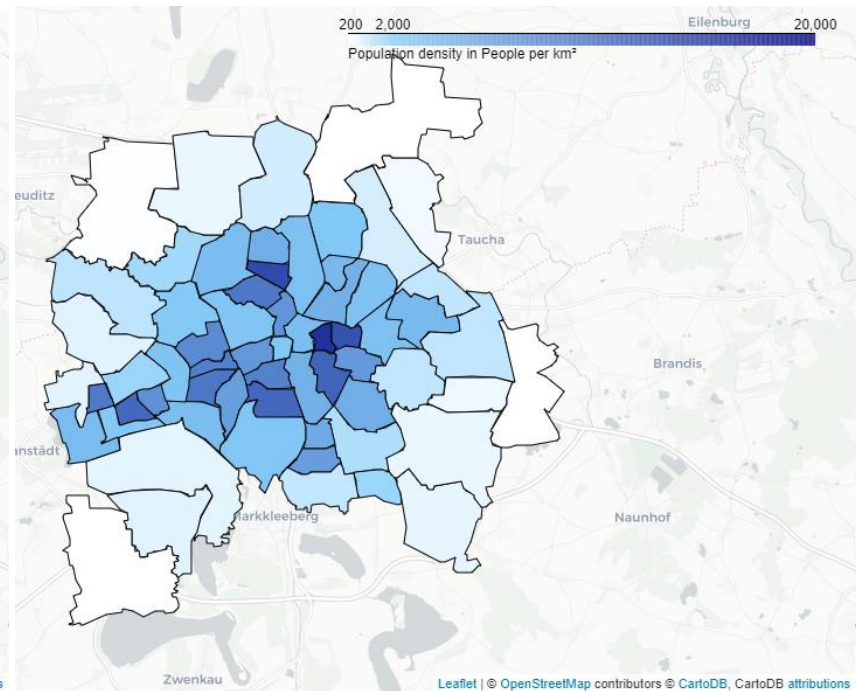 200 2,000 20,000
Population density in People per km²
Eilenburg
euditz
Taucha
Brandis
anstädt
Naunhof
Markkleeberg
Zwenkau
s
Leaflet | © OpenStreetMap contributors © CartoDB, CartoDB attributions